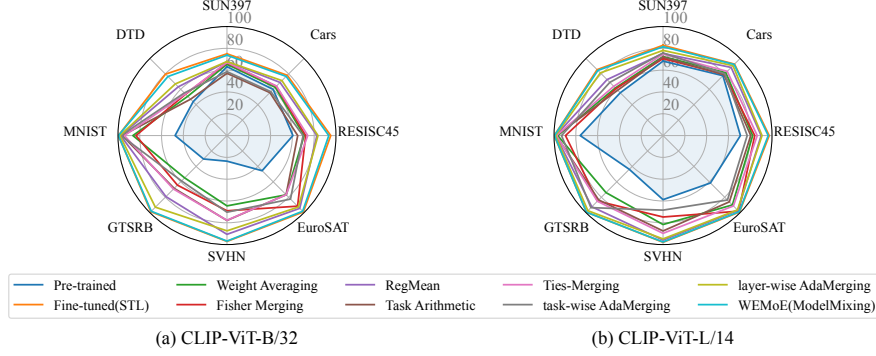 SUN397
Cars
RESISC45
EuroSAT
SVHN
GTSRB
MNIST
DTD
100
80
60
40
20
SUN397
Cars
RESISC45
EuroSAT
SVHN
GTSRB
MNIST
DTD
100
80
60
40
20
Pre-trained Weight Averaging RegMean Ties-Merging layer-wise AdaMerging
Fine-tuned(STL) Fisher Merging Task Arithmetic task-wise AdaMerging WEMoE(ModelMixing)
(a) CLIP-ViT-B/32 (b) CLIP-ViT-L/14